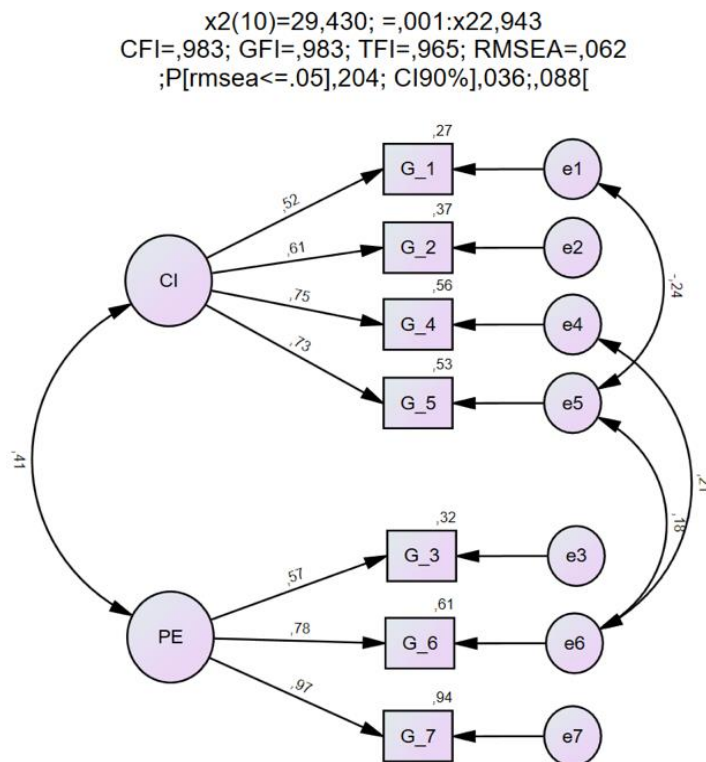 x2(10)=29,430; =,001:x22,943
CFI=,983; GFI=,983; TFI=,965; RMSEA=,062
;P[rmsea<=.05],204; CI90%],036;,088[
,27
G_1
e1
,52
,37
G_2
e2
,61
-,24
CI
,56
G_4
e4
,75
,73
,53
G_5
e5
,41
,21
,18
,32
G_3
e3
,57
,61
PE
G_6
e6
,78
,97
,94
G_7
e7